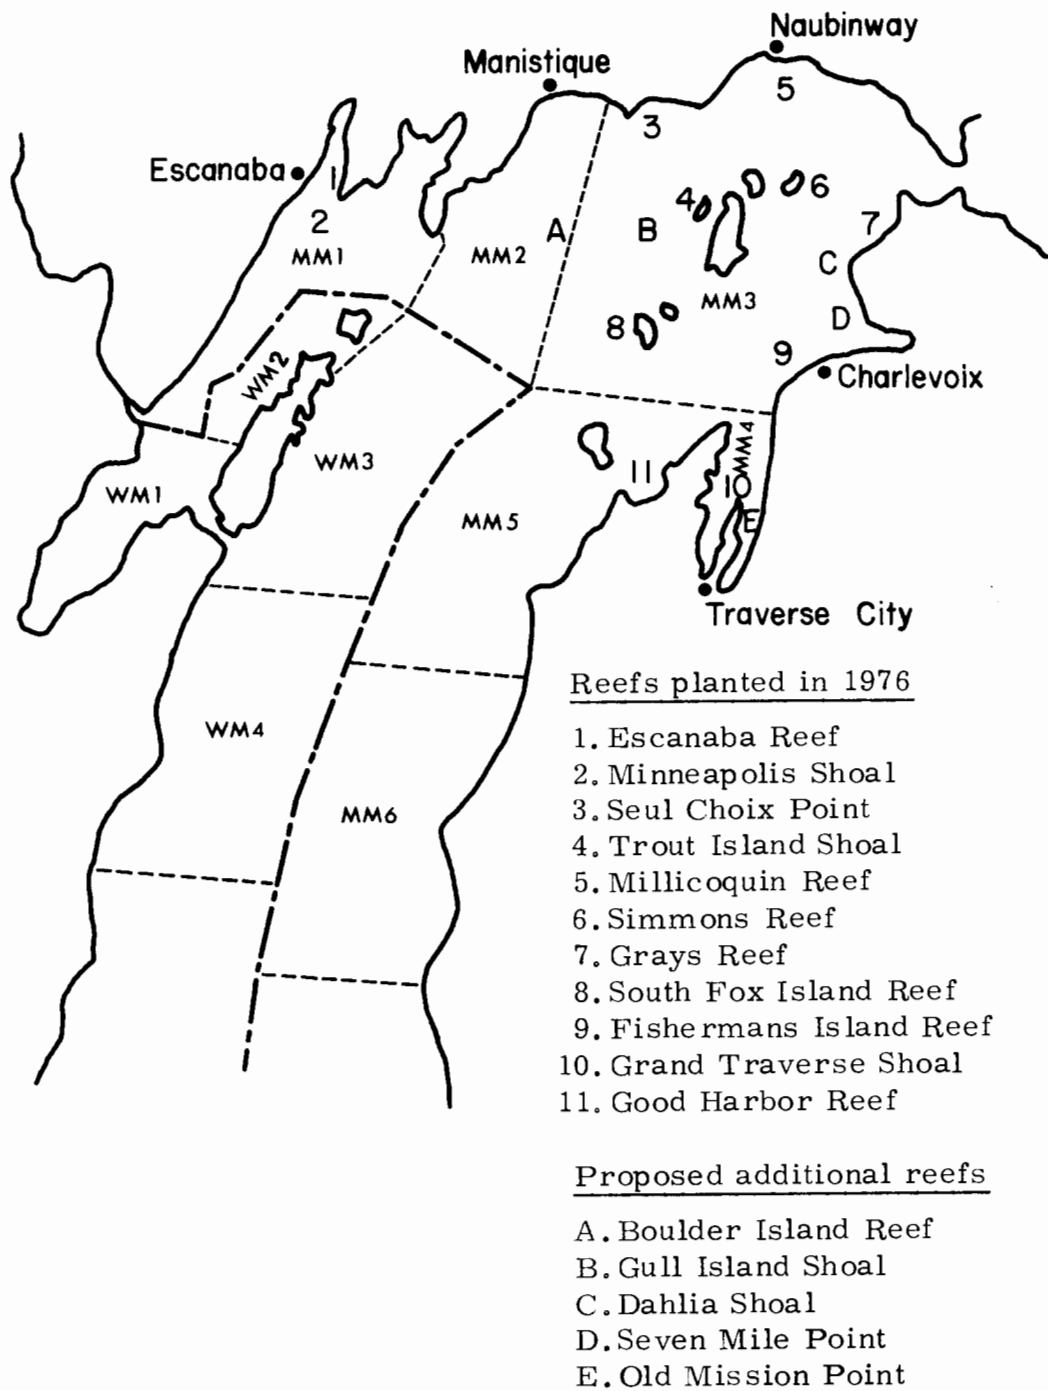 Naubinway
Manistique
5
3
Escanaba
1
4
6
2
A
B
7
MM1
MM2
C
MM3
8
D
WM2
9
Charlevoix
MM4
WM3
11
10
WM1
MM5
E
Traverse City
Reefs planted in 1976
1. Escanaba Reef
2. Minneapolis Shoal
3. Seul Choix Point
4. Trout Island Shoal
5. Millicoquin Reef
6. Simmons Reef
7. Grays Reef
8. South Fox Island Reef
9. Fishermans Island Reef
10. Grand Traverse Shoal
11. Good Harbor Reef
WM4
MM6
Proposed additional reefs
A. Boulder Island Reef
B. Gull Island Shoal
C. Dahlia Shoal
D. Seven Mile Point
E. Old Mission Point